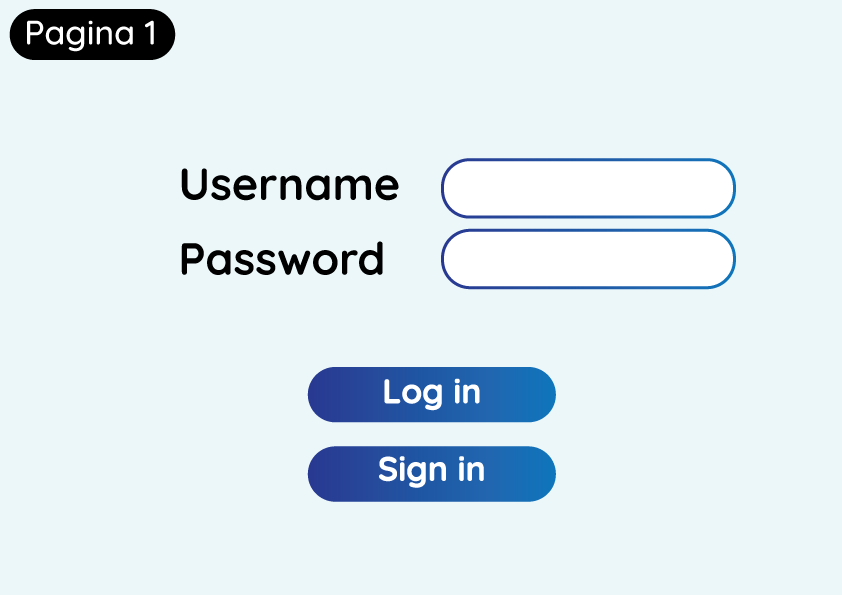 Pagina 1
Username
Password
Log in
Sign in